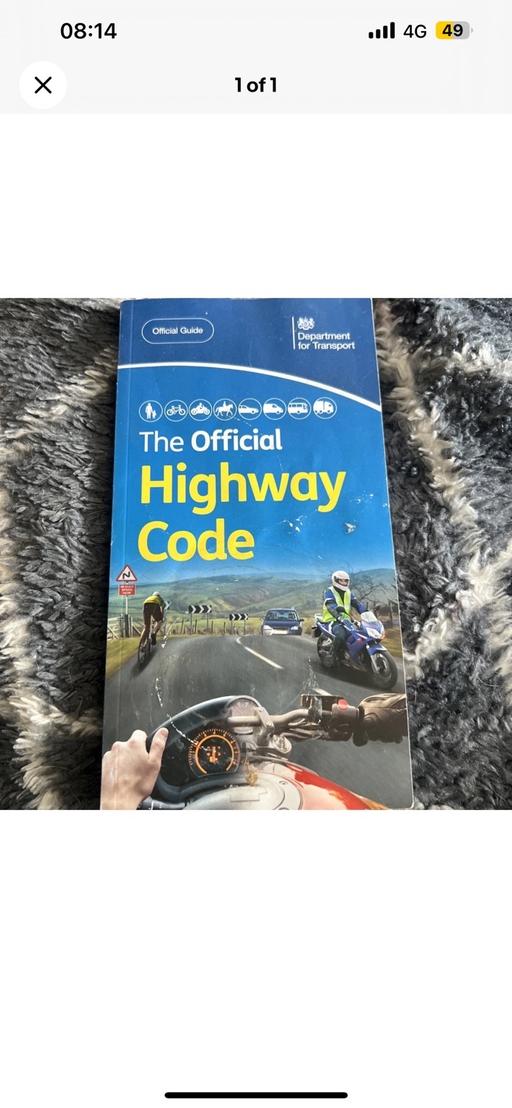 08:14
4G
49
1 of 1
Official Guide
Department
for Transport
The Official
Highway
Code